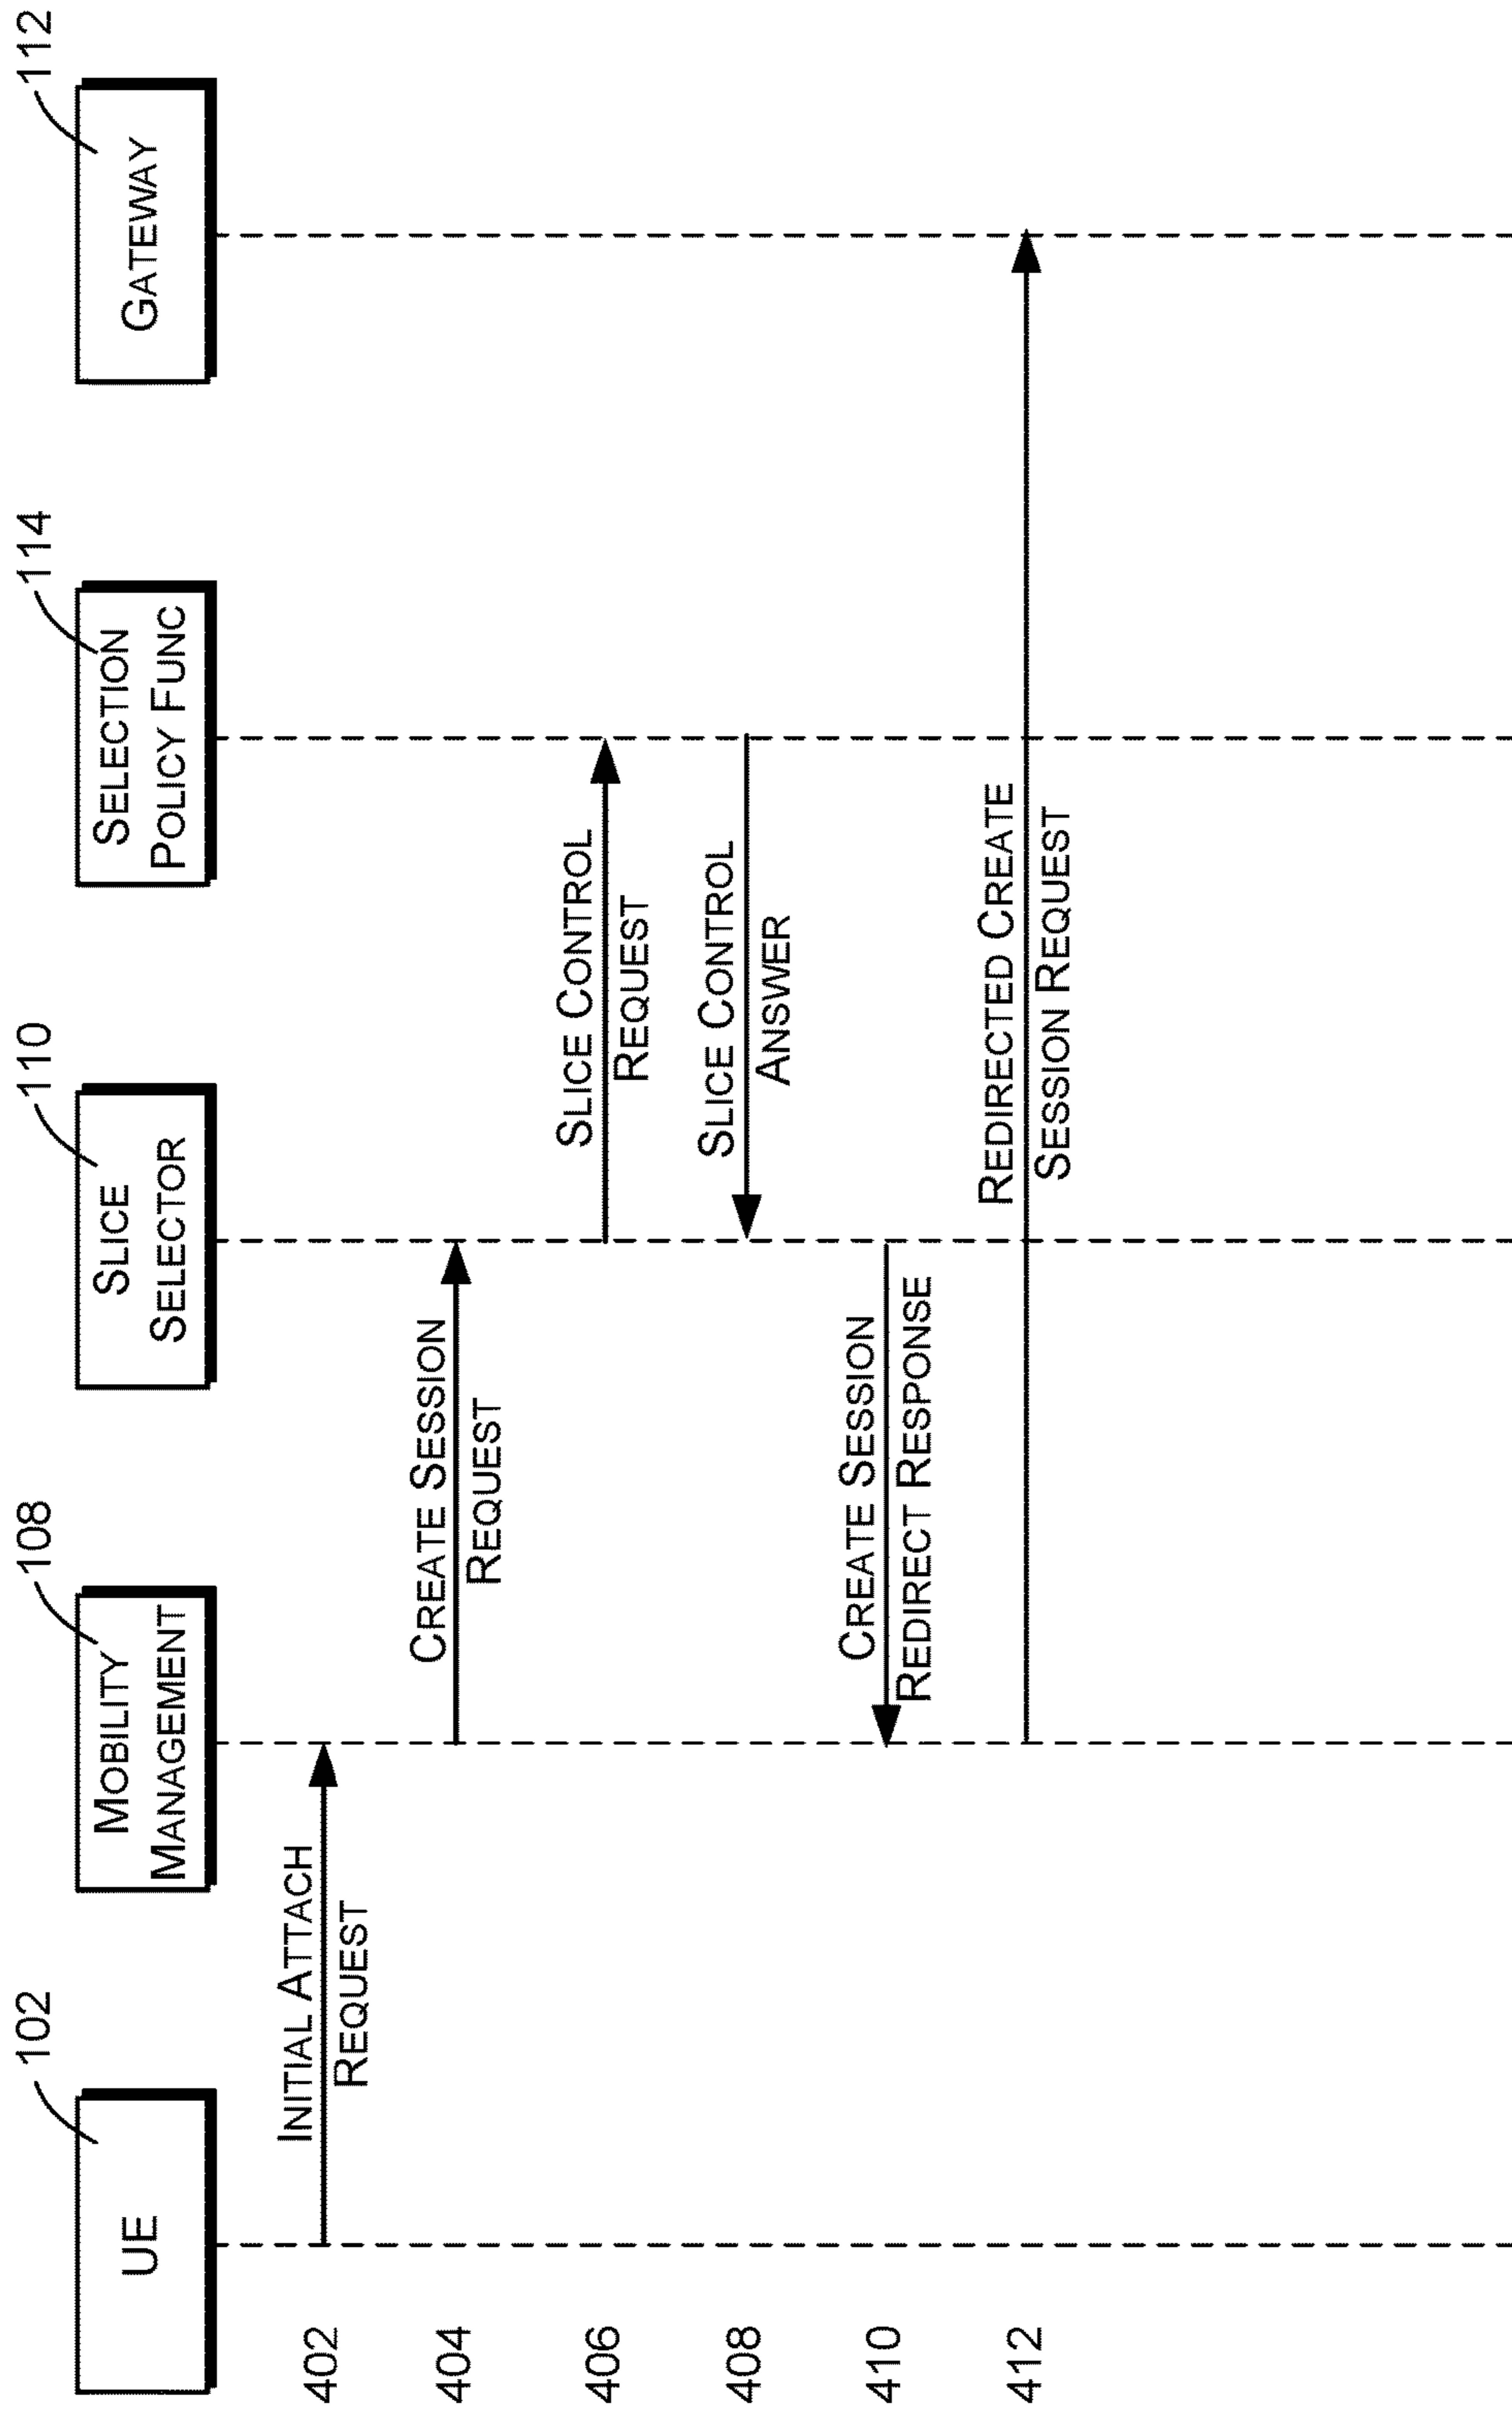 102
108
110
114
112
UE
MOBILITY
MANAGEMENT
SLICE
SELECTOR
SELECTION
POLICY FUNC
GATEWAY
402
INITIAL ATTACH
REQUEST
404
CREATE SESSION
REQUEST
406
SLICE CONTROL
REQUEST
408
SLICE CONTROL
ANSWER
410
CREATE SESSION
REDIRECT RESPONSE
412
REDIRECTED CREATE
SESSION REQUEST